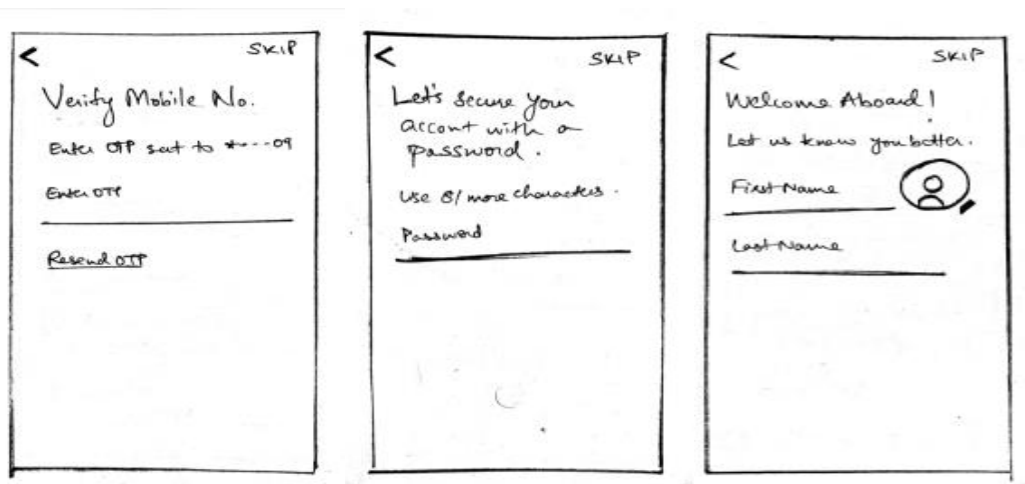 <
SKIP
Verify Mobile No.
Enter OTP sent to *---09
Enter OTP
Resend OTP
<
SKIP
Let's secure your
account with a
password.
Use 8/more characters.
Password
<
SKIP
Welcome Aboard!
Let us know you better.
First Name
Last Name